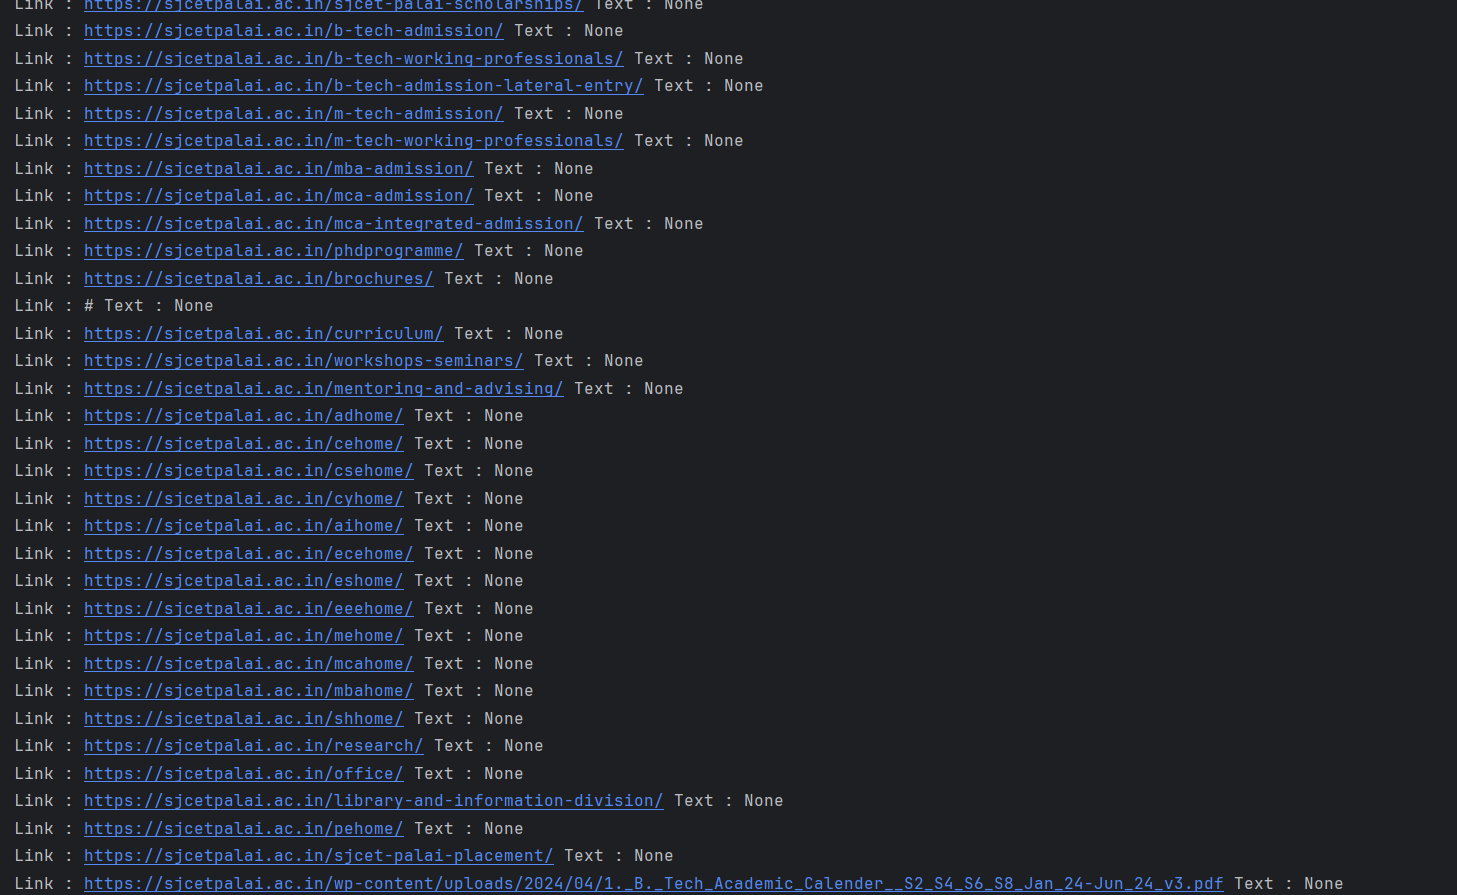 Link : https://sjcetpalai.ac.in/sjcet-palai-scholarships/ Text : None
Link : https://sjcetpalai.ac.in/b-tech-admission/ Text : None
Link : https://sjcetpalai.ac.in/b-tech-working-professionals/ Text : None
Link : https://sjcetpalai.ac.in/b-tech-admission-lateral-entry/ Text : None
Link : https://sjcetpalai.ac.in/m-tech-admission/ Text : None
Link : https://sjcetpalai.ac.in/m-tech-working-professionals/ Text : None
Link : https://sjcetpalai.ac.in/mba-admission/ Text : None
Link : https://sjcetpalai.ac.in/mca-admission/ Text : None
Link : https://sjcetpalai.ac.in/mca-integrated-admission/ Text : None
Link : https://sjcetpalai.ac.in/phdprogramme/ Text : None
Link : https://sjcetpalai.ac.in/brochures/ Text : None
Link : # Text : None
Link : https://sjcetpalai.ac.in/curriculum/ Text : None
Link : https://sjcetpalai.ac.in/workshops-seminars/ Text : None
Link : https://sjcetpalai.ac.in/mentoring-and-advising/ Text : None
Link : https://sjcetpalai.ac.in/adhome/ Text : None
Link : https://sjcetpalai.ac.in/cehome/ Text : None
Link : https://sjcetpalai.ac.in/csehome/ Text : None
Link : https://sjcetpalai.ac.in/cyhome/ Text : None
Link : https://sjcetpalai.ac.in/aihome/ Text : None
Link : https://sjcetpalai.ac.in/ecehome/ Text : None
Link : https://sjcetpalai.ac.in/eshome/ Text : None
Link : https://sjcetpalai.ac.in/eeehome/ Text : None
Link : https://sjcetpalai.ac.in/mehome/ Text : None
Link : https://sjcetpalai.ac.in/mcahome/ Text : None
Link : https://sjcetpalai.ac.in/mbahome/ Text : None
Link : https://sjcetpalai.ac.in/shhome/ Text : None
Link : https://sjcetpalai.ac.in/research/ Text : None
Link : https://sjcetpalai.ac.in/office/ Text : None
Link : https://sjcetpalai.ac.in/library-and-information-division/ Text : None
Link : https://sjcetpalai.ac.in/pehome/ Text : None
Link : https://sjcetpalai.ac.in/sjcet-palai-placement/ Text : None
Link : https://sjcetpalai.ac.in/wp-content/uploads/2024/04/1._B._Tech_Academic_Calender__S2_S4_S6_S8_Jan_24-Jun_24_v3.pdf Text : None